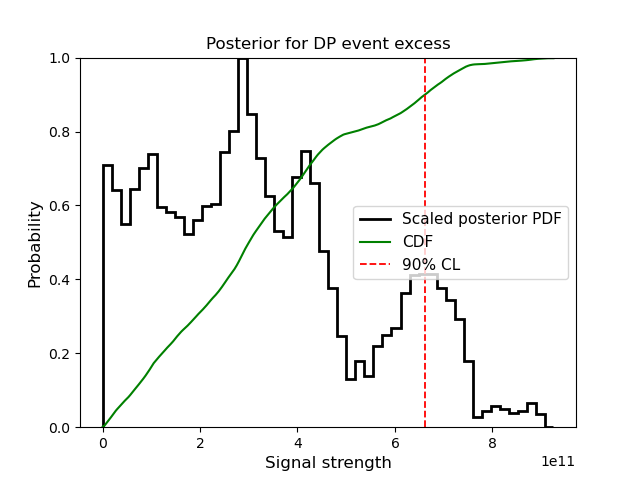 Posterior for DP event excess
1.0
0.8
0.6
0.4
0.2
0.0
Probability
Scaled posterior PDF
CDF
90% CL
0
2
4
6
8
1e11
Signal strength